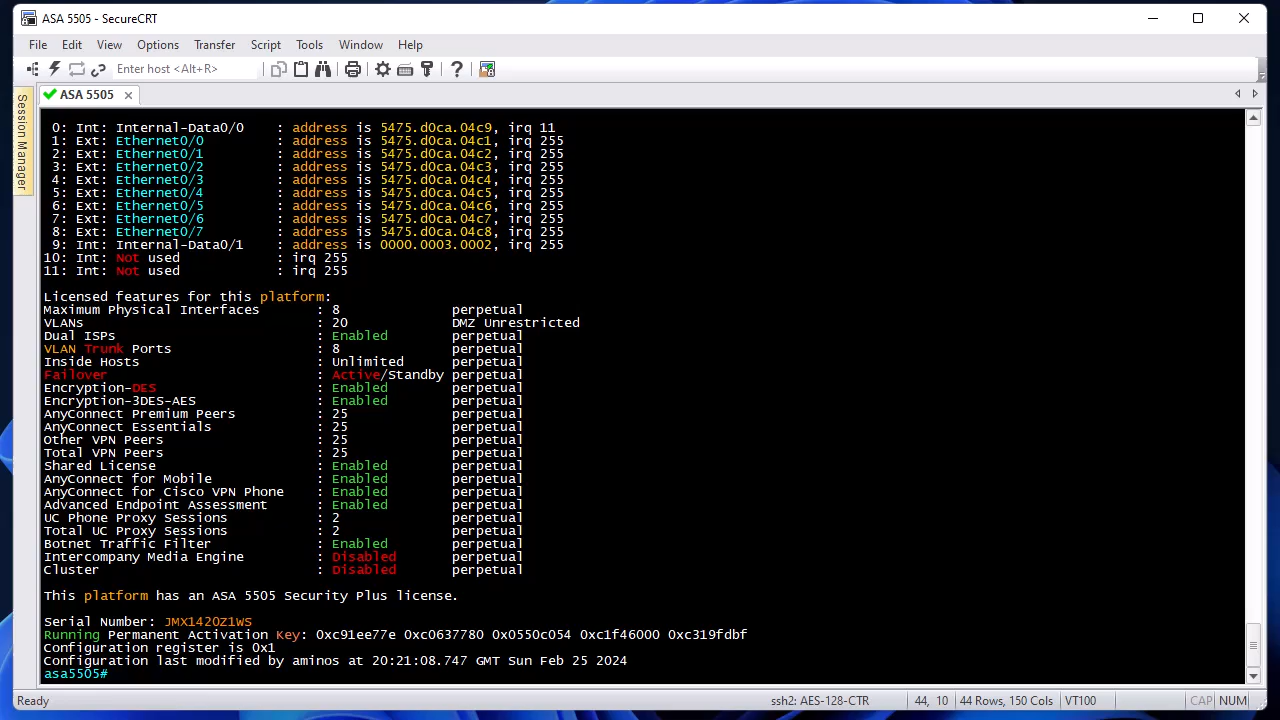 ASA 5505 - SecureCRT
File Edit View Options Transfer Script Tools Window Help
Enter host <Alt+R>
Session Manager
ASA 5505
0: Int: Internal-Data0/0 : address is 5475.d0ca.04c9, irq 11
1: Ext: Ethernet0/0 : address is 5475.d0ca.04c1, irq 255
2: Ext: Ethernet0/1 : address is 5475.d0ca.04c2, irq 255
3: Ext: Ethernet0/2 : address is 5475.d0ca.04c3, irq 255
4: Ext: Ethernet0/3 : address is 5475.d0ca.04c4, irq 255
5: Ext: Ethernet0/4 : address is 5475.d0ca.04c5, irq 255
6: Ext: Ethernet0/5 : address is 5475.d0ca.04c6, irq 255
7: Ext: Ethernet0/6 : address is 5475.d0ca.04c7, irq 255
8: Ext: Ethernet0/7 : address is 5475.d0ca.04c8, irq 255
9: Int: Internal-Data0/1 : address is 0000.0003.0002, irq 255
10: Int: Not used : irq 255
11: Int: Not used : irq 255
Licensed features for this platform:
Maximum Physical Interfaces : 8 perpetual
VLANs : 20 DMZ Unrestricted
Dual ISPs : Enabled perpetual
VLAN Trunk Ports : 8 perpetual
Inside Hosts : Unlimited perpetual
Failover : Active/Standby perpetual
Encryption-DES : Enabled perpetual
Encryption-3DES-AES : Enabled perpetual
AnyConnect Premium Peers : 25 perpetual
AnyConnect Essentials : 25 perpetual
Other VPN Peers : 25 perpetual
Total VPN Peers : 25 perpetual
Shared License : Enabled perpetual
AnyConnect for Mobile : Enabled perpetual
AnyConnect for Cisco VPN Phone : Enabled perpetual
Advanced Endpoint Assessment : Enabled perpetual
UC Phone Proxy Sessions : 2 perpetual
Total UC Proxy Sessions : 2 perpetual
Botnet Traffic Filter : Enabled perpetual
Intercompany Media Engine : Disabled perpetual
Cluster : Disabled perpetual
This platform has an ASA 5505 Security Plus license.
Serial Number: JMX1420Z1WS
Running Permanent Activation Key: 0xc91ee77e 0xc0637780 0x0550c054 0xc1f46000 0xc319fdbf
Configuration register is 0x1
Configuration last modified by aminos at 20:21:08.747 GMT Sun Feb 25 2024
asa5505#
Ready ssh2: AES-128-CTR 44, 10 44 Rows, 150 Cols VT100 CAP NUM